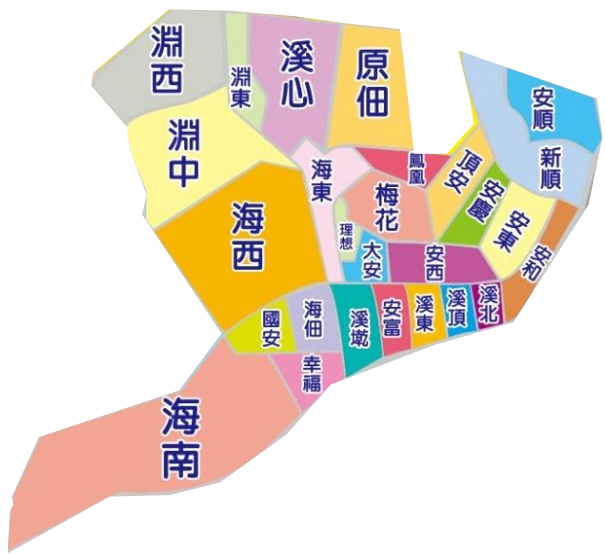 淵西
淵東
溪心
原佃
安順
新順
淵中
海東
鳳凰
頂安
安慶
梅花
安東
海西
理想
大安
安西
安和
國安
海佃
溪墘
安富
溪東
溪頂
溪北
幸福
海南